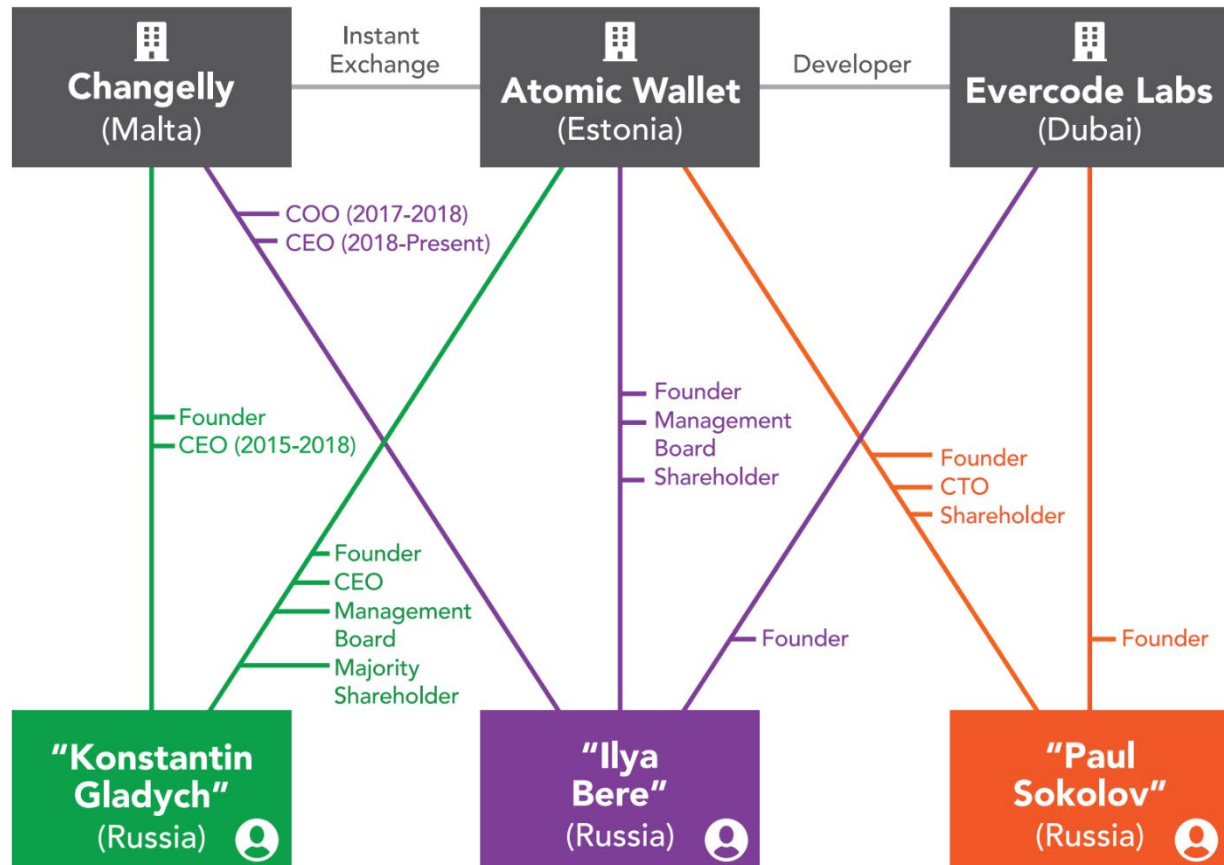 Changelly
(Malta)
Instant
Exchange
Atomic Wallet
(Estonia)
Developer
Evercode Labs
(Dubai)
COO (2017-2018)
CEO (2018-Present)
Founder
CEO (2015-2018)
Founder
Management
Board
Shareholder
Founder
CTO
Shareholder
Founder
CEO
Management
Board
Majority
Shareholder
Founder
Founder
"Konstantin
Gladych"
(Russia)
"Ilya
Bere"
(Russia)
"Paul
Sokolov"
(Russia)